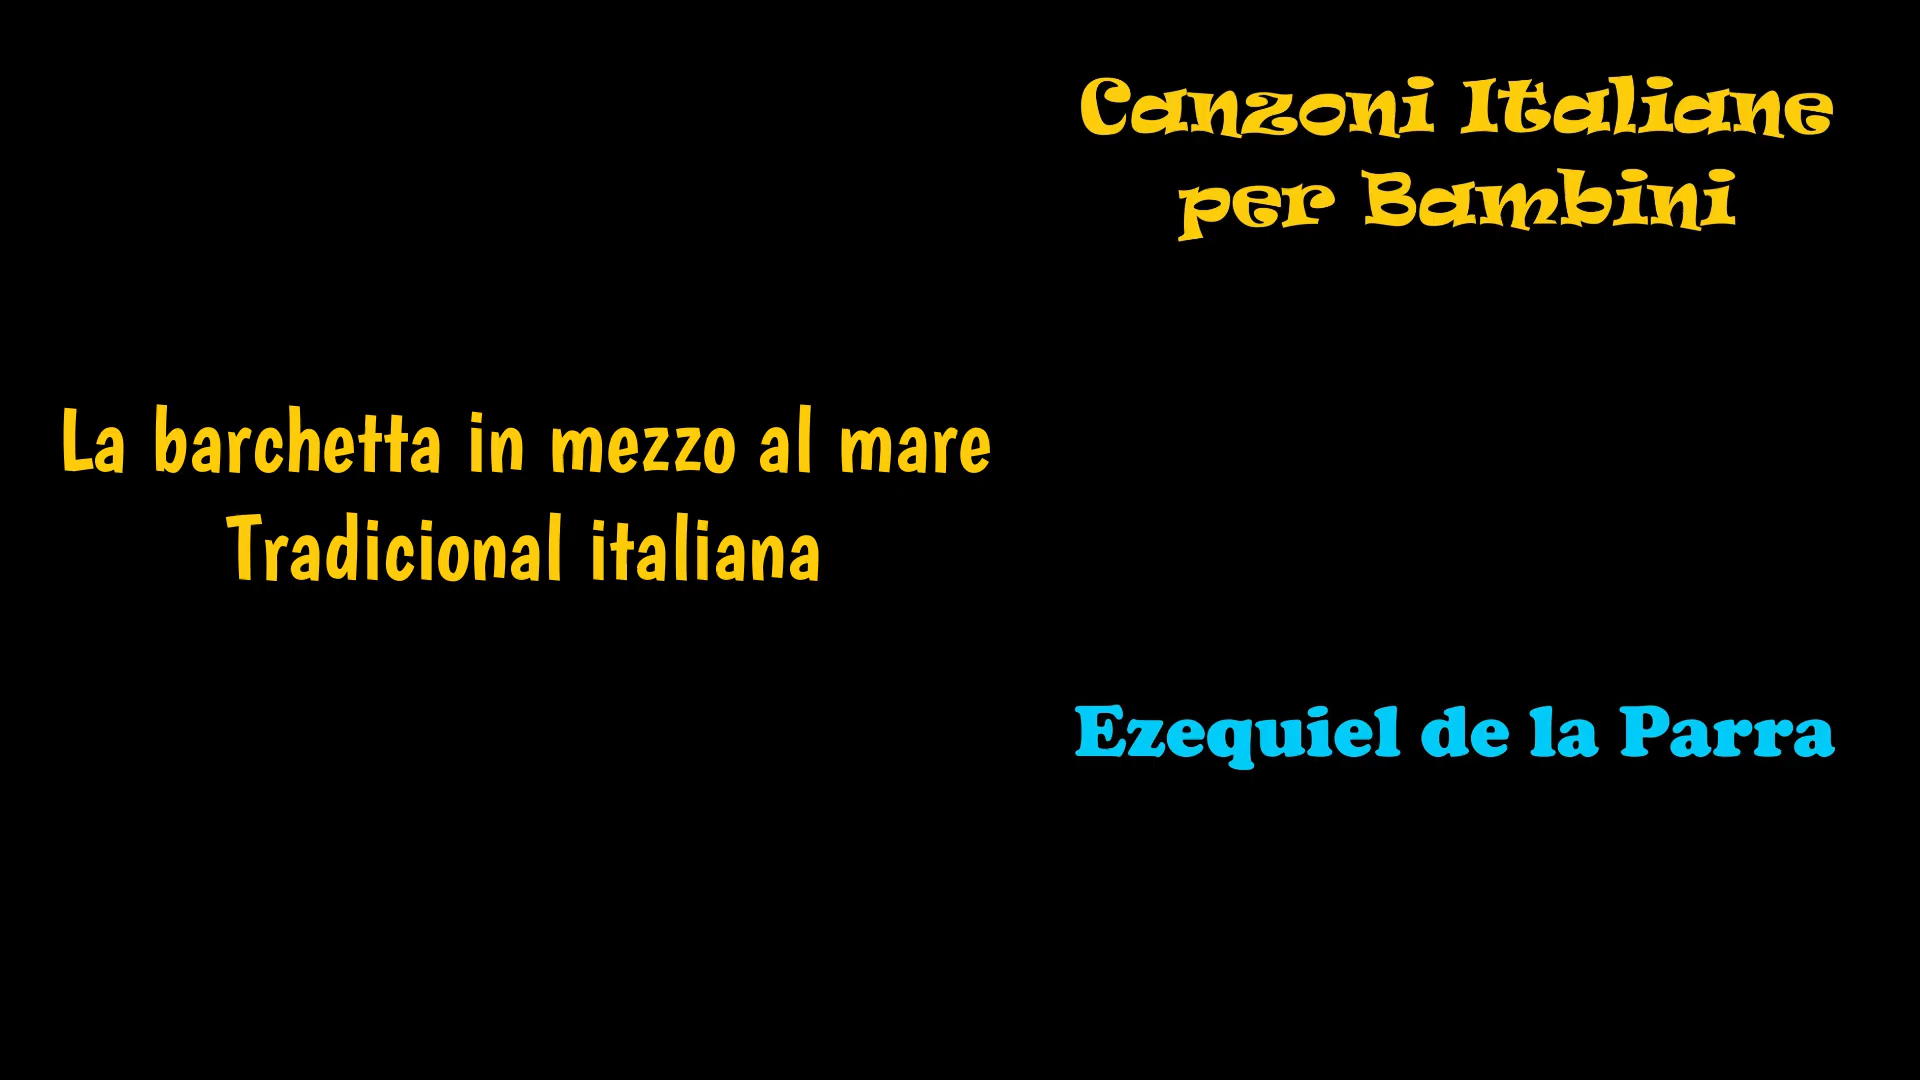 Canzoni Italiane
per Bambini
La barchetta in mezzo al mare
Tradicional italiana
Ezequiel de la Parra